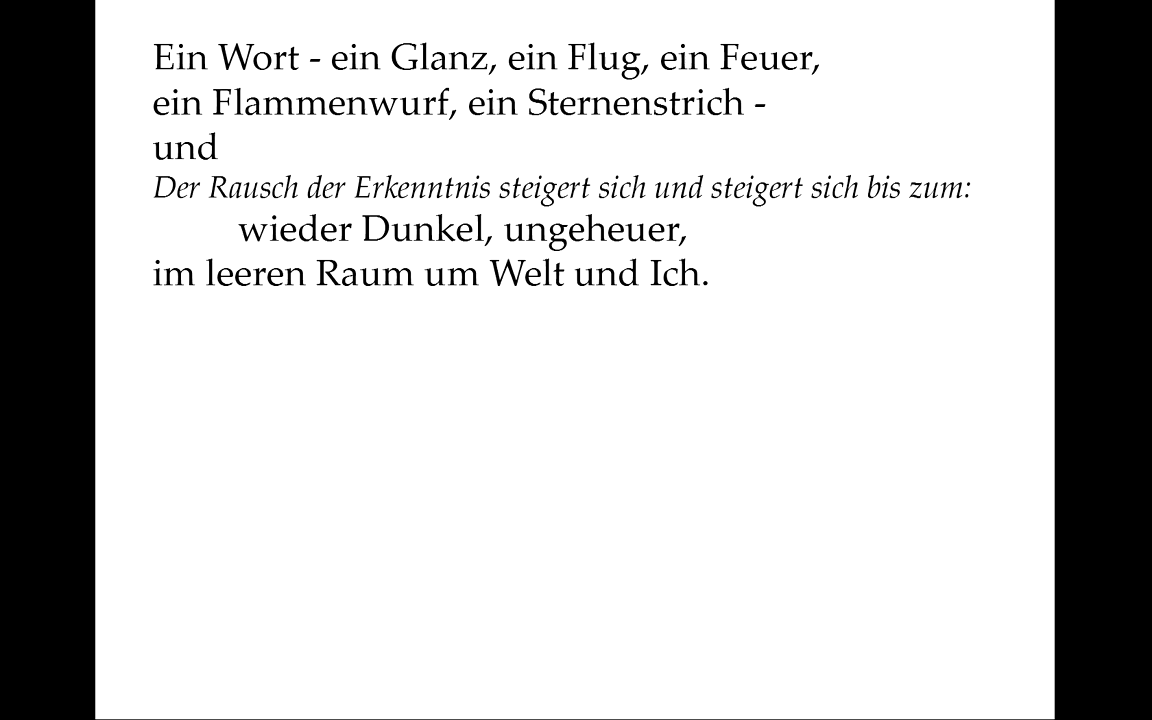 Ein Wort - ein Glanz, ein Flug, ein Feuer,
ein Flammenwurf, ein Sternenstrich -
und
Der Rausch der Erkenntnis steigert sich und steigert sich bis zum:
wieder Dunkel, ungeheuer,
im leeren Raum um Welt und Ich.